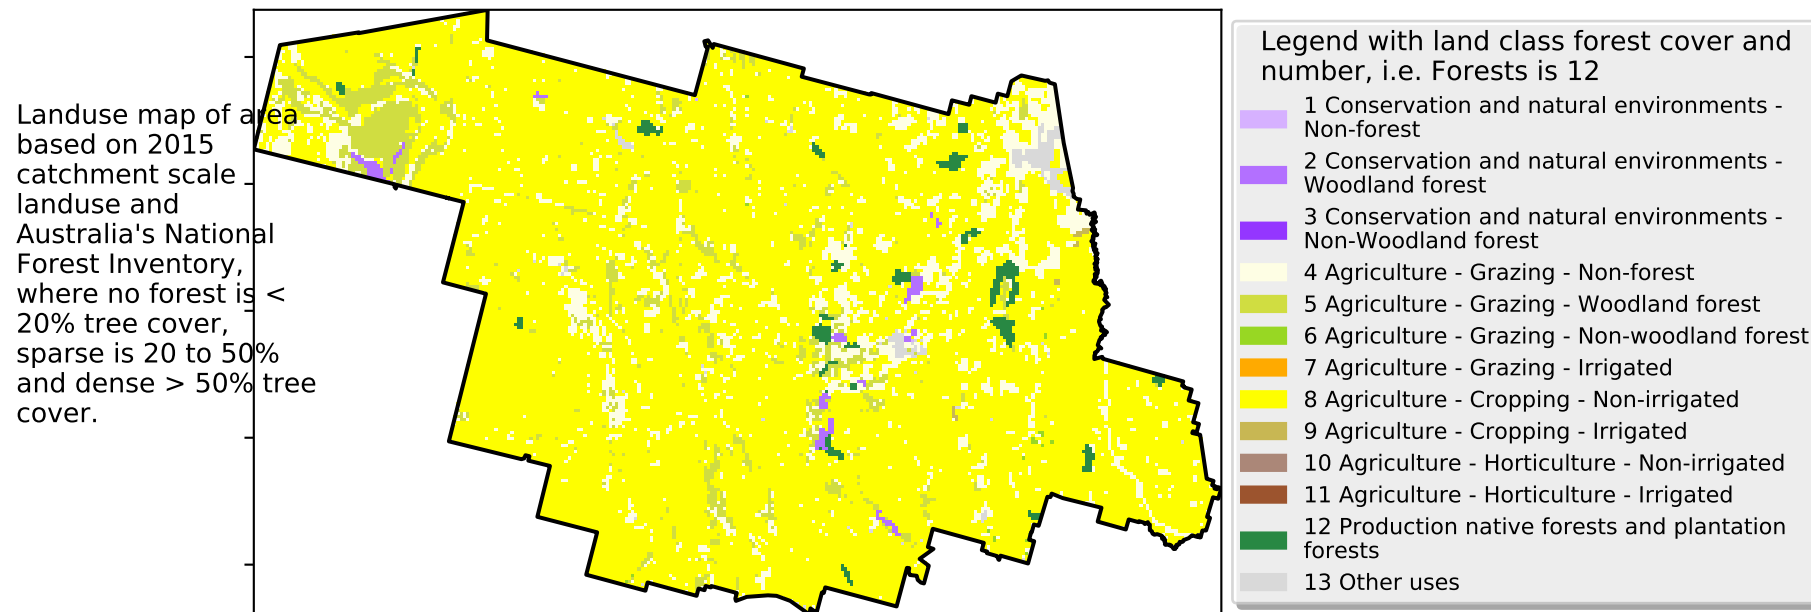 Landuse map of area
based on 2015
catchment scale
landuse and
Australia's National
Forest Inventory,
where no forest is <
20% tree cover,
sparse is 20 to 50%
and dense > 50% tree
cover.
Legend with land class forest cover and
number, i.e. Forests is 12
1 Conservation and natural environments -
Non-forest
2 Conservation and natural environments -
Woodland forest
3 Conservation and natural environments -
Non-Woodland forest
4 Agriculture - Grazing - Non-forest
5 Agriculture - Grazing - Woodland forest
6 Agriculture - Grazing - Non-woodland forest
7 Agriculture - Grazing - Irrigated
8 Agriculture - Cropping - Non-irrigated
9 Agriculture - Cropping - Irrigated
10 Agriculture - Horticulture - Non-irrigated
11 Agriculture - Horticulture - Irrigated
12 Production native forests and plantation
forests
13 Other uses